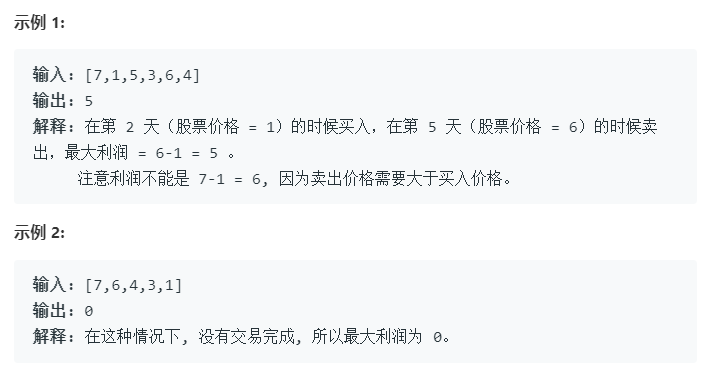 示例 1:
输入: [7,1,5,3,6,4]
输出: 5
解释: 在第 2 天（股票价格 = 1）的时候买入，在第 5 天（股票价格 = 6）的时候卖
出，最大利润 = 6-1 = 5 。
注意利润不能是 7-1 = 6, 因为卖出价格需要大于买入价格。
示例 2:
输入: [7,6,4,3,1]
输出: 0
解释: 在这种情况下, 没有交易完成, 所以最大利润为 0。